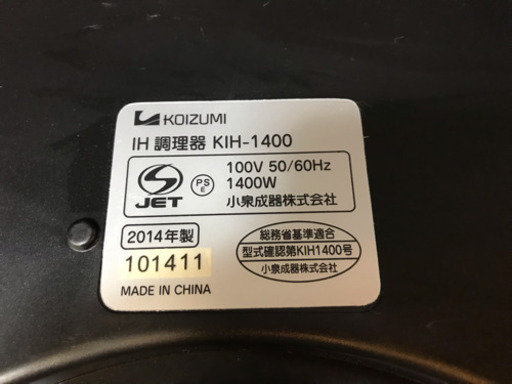 KOIZUMI
IH 調理器 KIH-1400
S JET
PS E
100V 50/60Hz
1400W
小泉成器株式会社
2014年製
101411
MADE IN CHINA
総務省基準適合
型式確認第KIH1400号
小泉成器株式会社